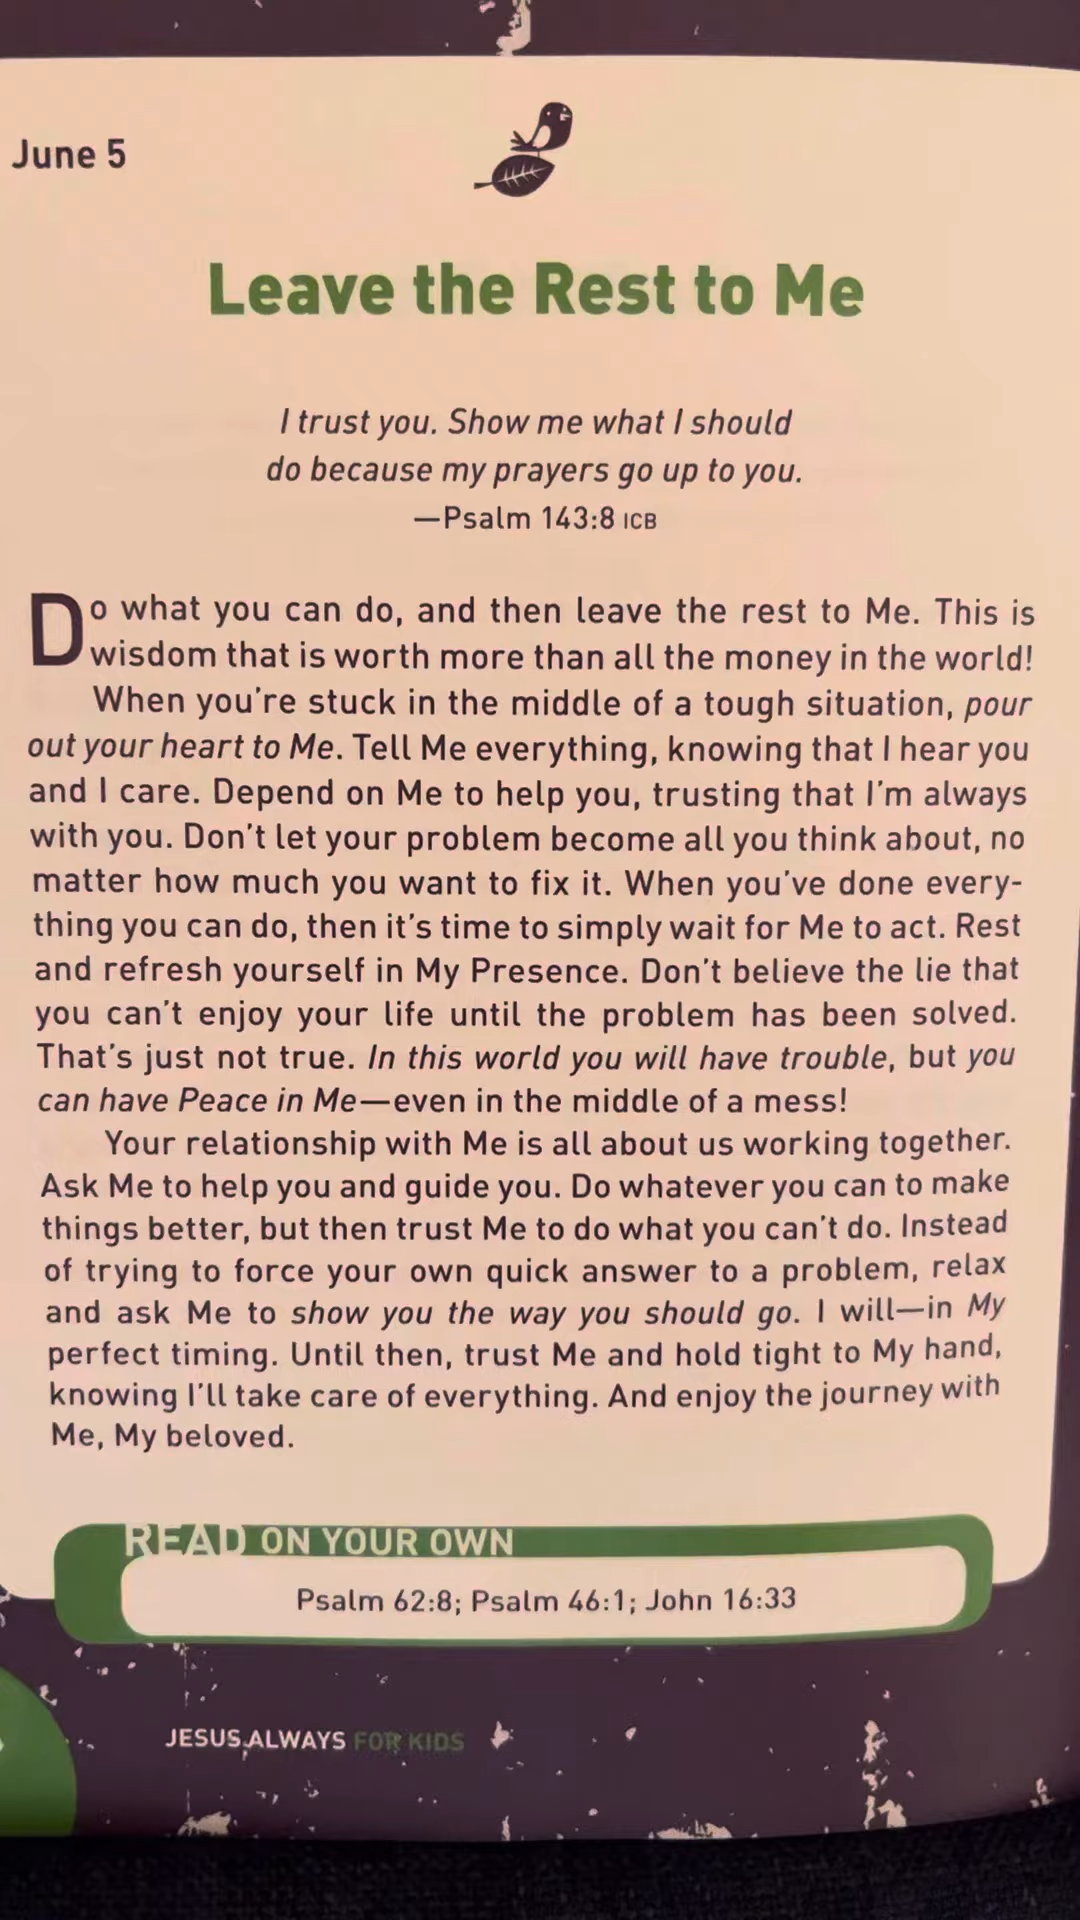 June 5
Leave the Rest to Me
I trust you. Show me what I should
do because my prayers go up to you.
—Psalm 143:8 ICB
Do what you can do, and then leave the rest to Me. This is
wisdom that is worth more than all the money in the world!
When you're stuck in the middle of a tough situation, pour
out your heart to Me. Tell Me everything, knowing that I hear you
and I care. Depend on Me to help you, trusting that I'm always
with you. Don't let your problem become all you think about, no
matter how much you want to fix it. When you've done every-
thing you can do, then it's time to simply wait for Me to act. Rest
and refresh yourself in My Presence. Don't believe the lie that
you can't enjoy your life until the problem has been solved.
That's just not true. In this world you will have trouble, but you
can have Peace in Me—even in the middle of a mess!
Your relationship with Me is all about us working together.
Ask Me to help you and guide you. Do whatever you can to make
things better, but then trust Me to do what you can't do. Instead
of trying to force your own quick answer to a problem, relax
and ask Me to show you the way you should go. I will—in My
perfect timing. Until then, trust Me and hold tight to My hand,
knowing I'll take care of everything. And enjoy the journey with
Me, My beloved.
READ ON YOUR OWN
Psalm 62:8; Psalm 46:1; John 16:33
JESUS ALWAYS FOR KIDS